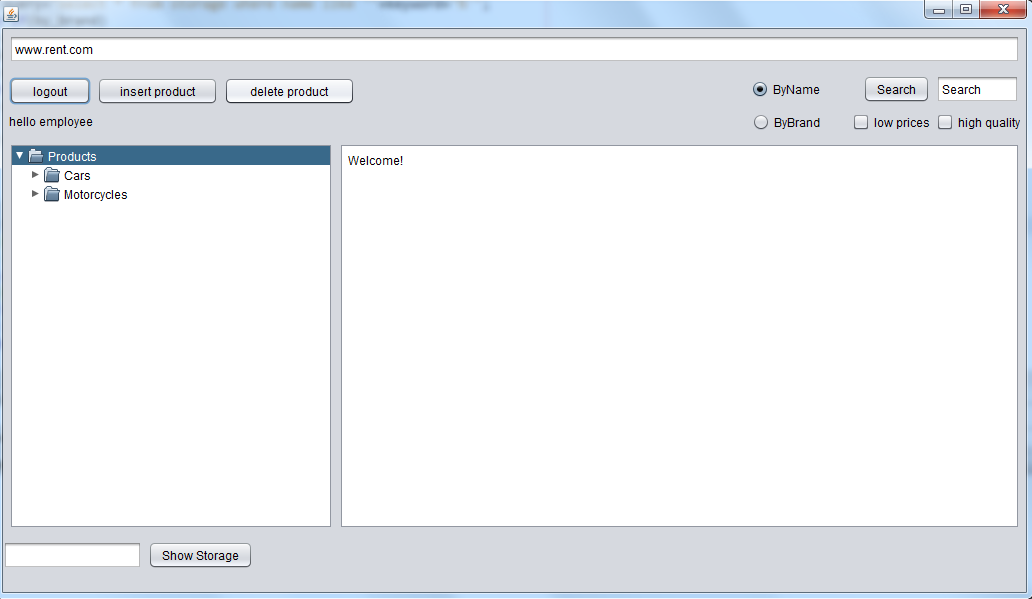 www.rent.com
logout insert product delete product ByName Search Search
hello employee ByBrand low prices high quality
Products Welcome!
Cars
Motorcycles
Show Storage